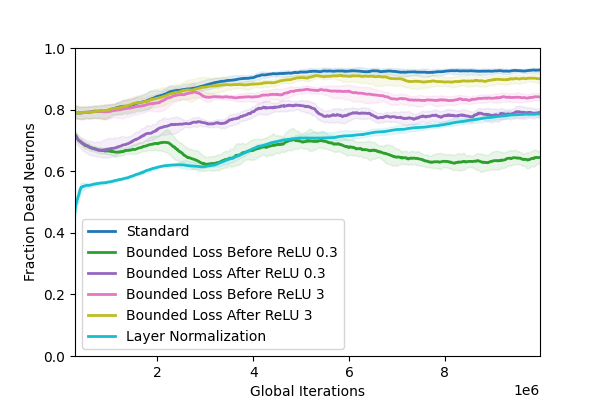 1.0
0.8
0.6
0.4
0.2
0.0
Fraction Dead Neurons
Standard
Bounded Loss Before ReLU 0.3
Bounded Loss After ReLU 0.3
Bounded Loss Before ReLU 3
Bounded Loss After ReLU 3
Layer Normalization
2 4 6 8
1e6
Global Iterations